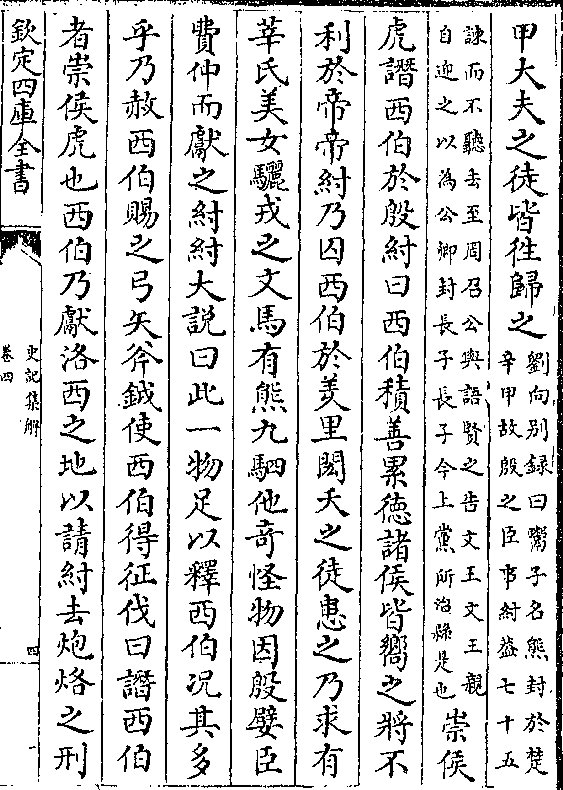 甲大夫之徒皆徃歸之
劉向别録曰鬻子名熊封於楚
辛甲故殷之臣事紂葢七十五
諌而不聽去至周召公與語賢之告文王文王親
自迎之以為公卿封長子長子今上黨所治縣是也
崇侯
虎譖西伯於殷紂曰西伯積善累徳諸侯皆嚮之將不
利於帝帝紂乃囚西伯於羑里閎夭之徒患之乃求有
莘氏美女驪戎之文馬有熊九駟他竒怪物因殷嬖臣
費仲而獻之紂紂大説曰此一物足以釋西伯况其多
乎乃赦西伯賜之弓矢斧鉞使西伯得征伐曰譖西伯
者崇侯虎也西伯乃獻洛西之地以請紂去炮烙之刑
欽定四庫全書
史記集解
卷四
四